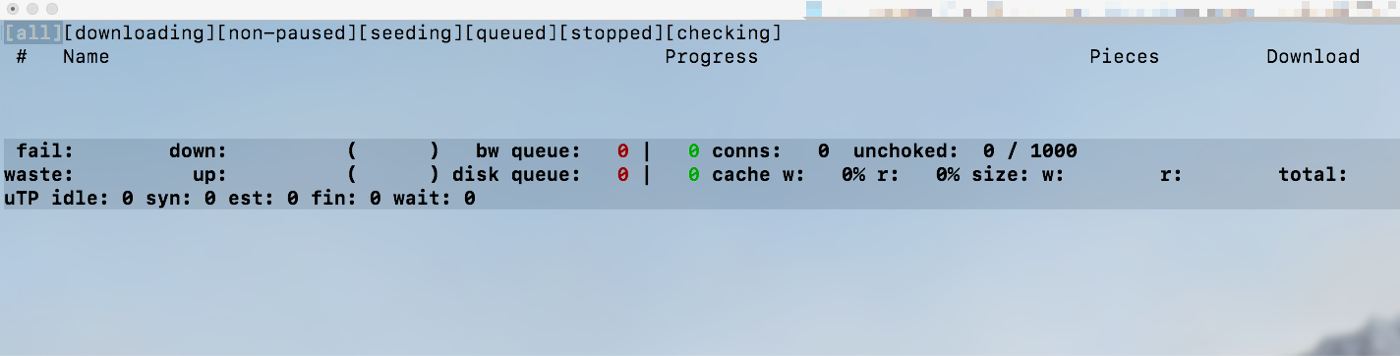 [all][downloading][non-paused][seeding][queued][stopped][checking]
# Name Progress Pieces Download
fail: down: ( ) bw queue: 0 | 0 conns: 0 unchoked: 0 / 1000
waste: up: ( ) disk queue: 0 | 0 cache w: 0% r: 0% size: w: r: total:
uTP idle: 0 syn: 0 est: 0 fin: 0 wait: 0